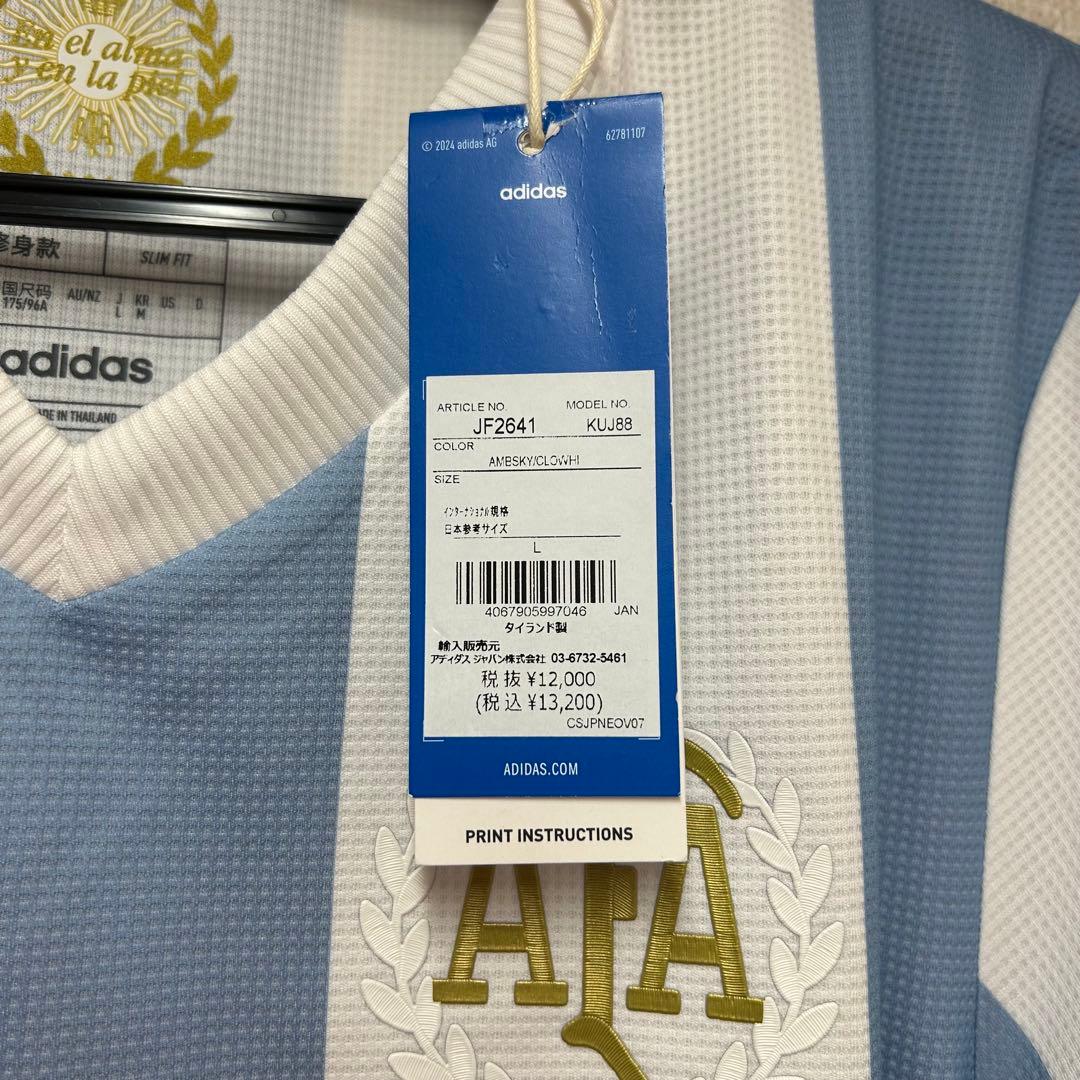 En el alma
y en la piel
修身款
SLIM FIT
国尺码 AU/NZ J KR US D
175/96A L M
adidas
MADE IN THAILAND
© 2024 adidas AG 62781107
adidas
ARTICLE NO. MODEL NO.
JF2641 KUJ88
COLOR
AMBSKY/CLOWHI
SIZE
インターナショナル規格
日本参考サイズ
L
4067905997046 JAN
タイランド製
輸入販売元
アディダス ジャパン株式会社 03-6732-5461
税抜 ¥12,000
(税込 ¥13,200)
CSJPNEOV07
ADIDAS.COM
PRINT INSTRUCTIONS
AFA